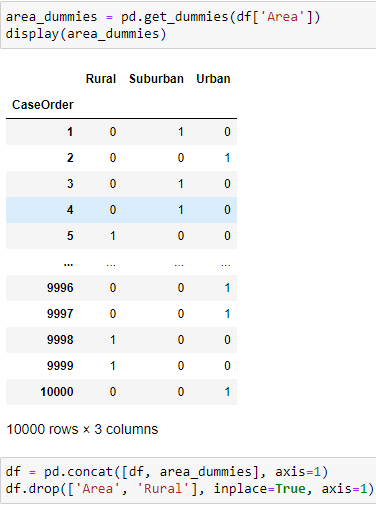 area_dummies = pd.get_dummies(df['Area'])
display(area_dummies)
Rural Suburban Urban
CaseOrder
1 0 1 0
2 0 0 1
3 0 1 0
4 0 1 0
5 1 0 0
... ... ... ...
9996 0 0 1
9997 0 0 1
9998 1 0 0
9999 1 0 0
10000 0 0 1
10000 rows × 3 columns
df = pd.concat([df, area_dummies], axis=1)
df.drop(['Area', 'Rural'], inplace=True, axis=1)